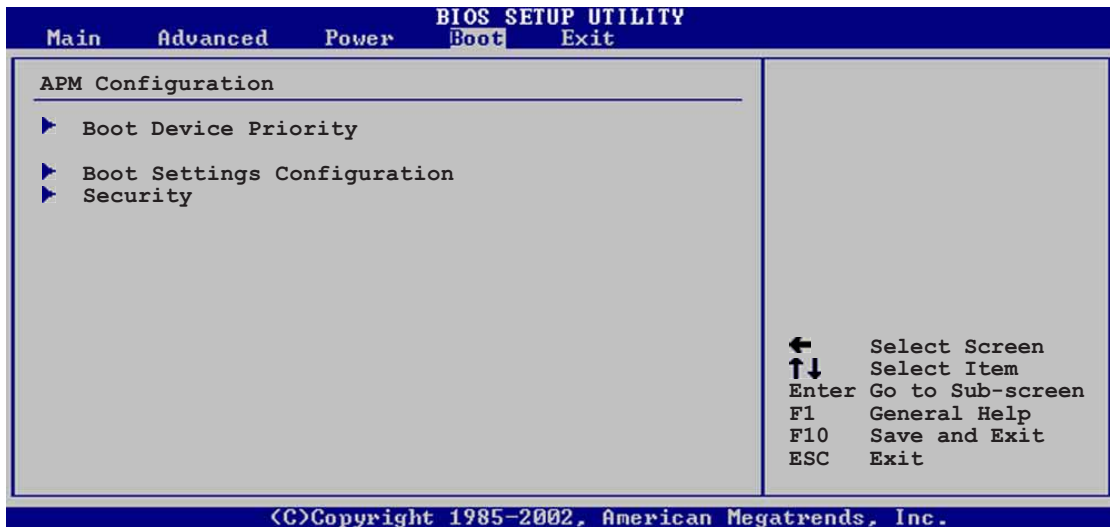 BIOS SETUP UTILITY
Main Advanced Power Boot Exit
APM Configuration
Boot Device Priority
Boot Settings Configuration
Security
← Select Screen
↑↓ Select Item
Enter Go to Sub-screen
F1 General Help
F10 Save and Exit
ESC Exit
(C)Copyright 1985-2002, American Megatrends, Inc.